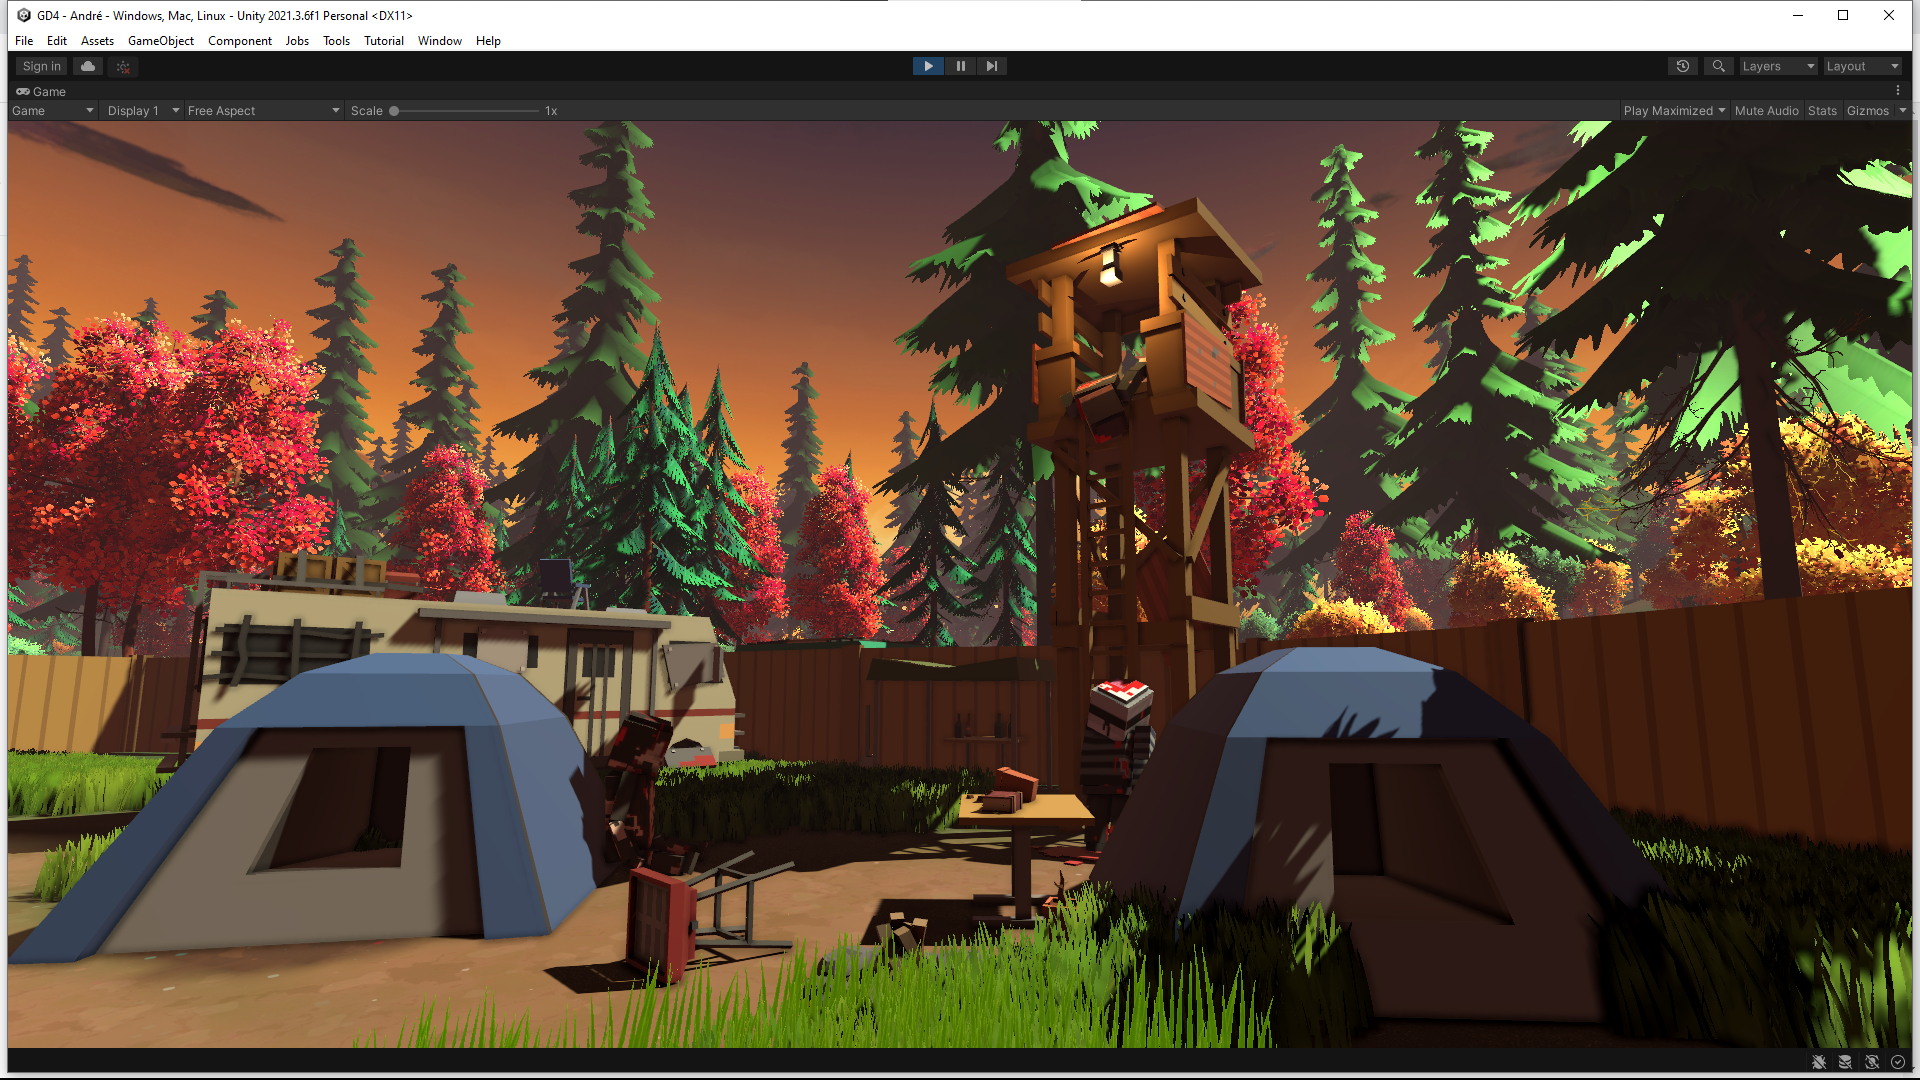 GD4 - André - Windows, Mac, Linux - Unity 2021.3.6f1 Personal <DX11>
File Edit Assets GameObject Component Jobs Tools Tutorial Window Help
Sign in Layers Layout
Game
Game Display 1 Free Aspect Scale 1x Play Maximized Mute Audio Stats Gizmos